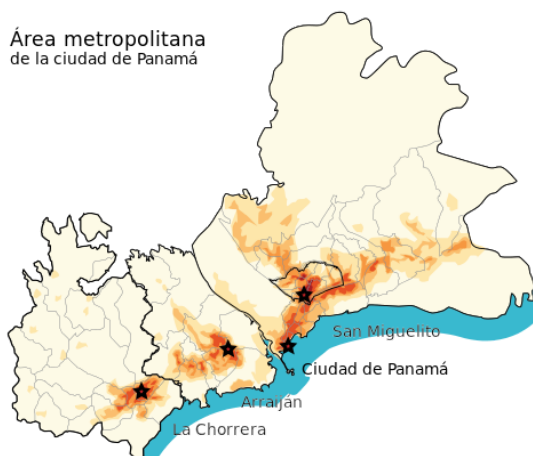 Área metropolitana
de la ciudad de Panamá
San Miguelito
Ciudad de Panamá
Arraiján
La Chorrera